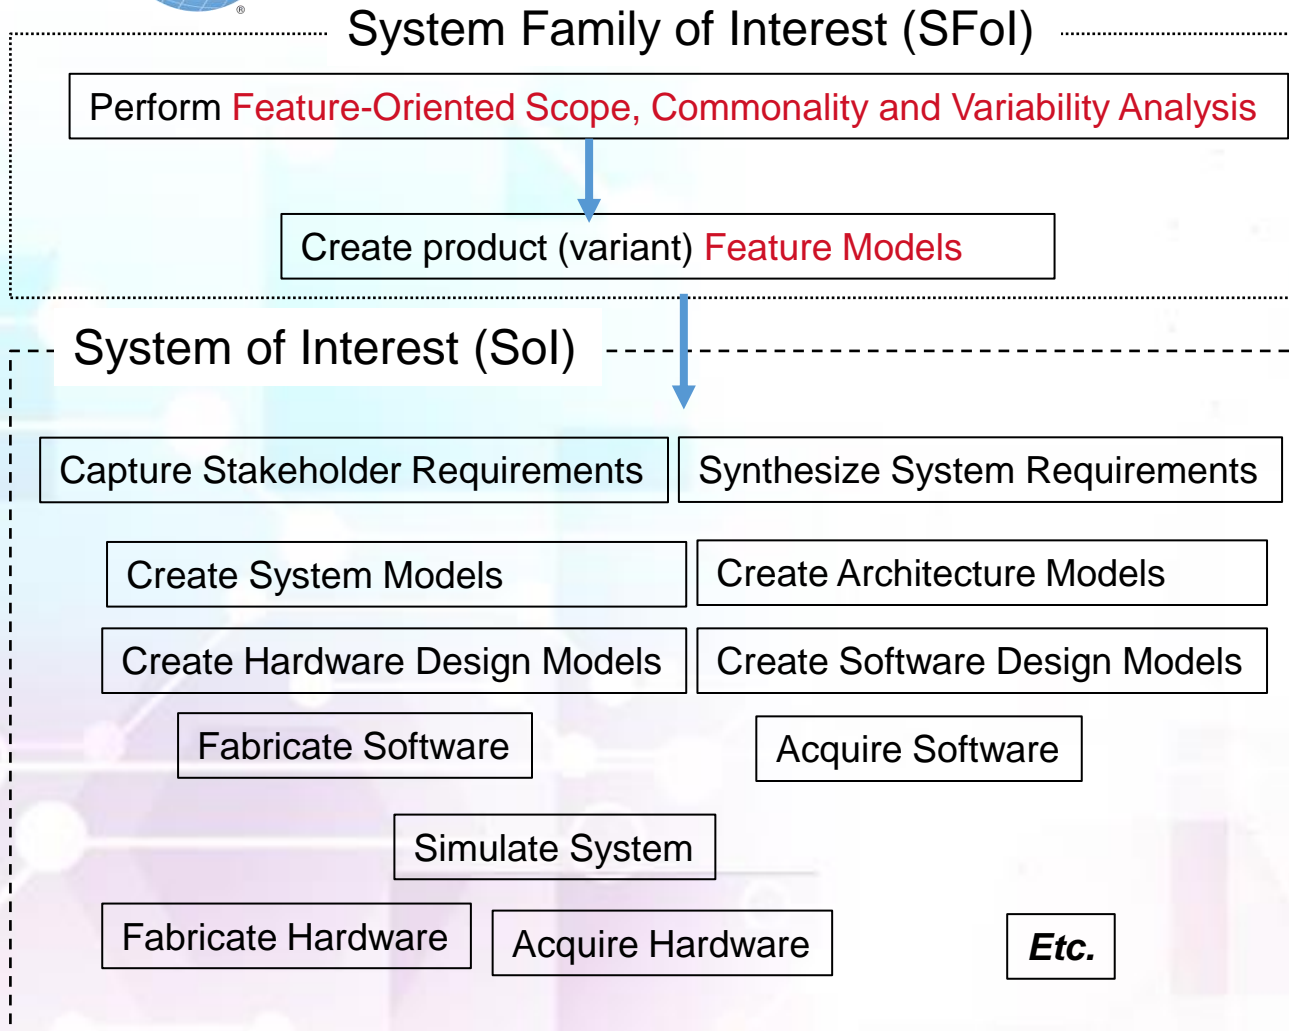 ®
System Family of Interest (SFoI)
Perform Feature-Oriented Scope, Commonality and Variability Analysis
Create product (variant) Feature Models
System of Interest (SoI)
Capture Stakeholder Requirements
Synthesize System Requirements
Create System Models
Create Architecture Models
Create Hardware Design Models
Create Software Design Models
Fabricate Software
Acquire Software
Simulate System
Fabricate Hardware
Acquire Hardware
Etc.